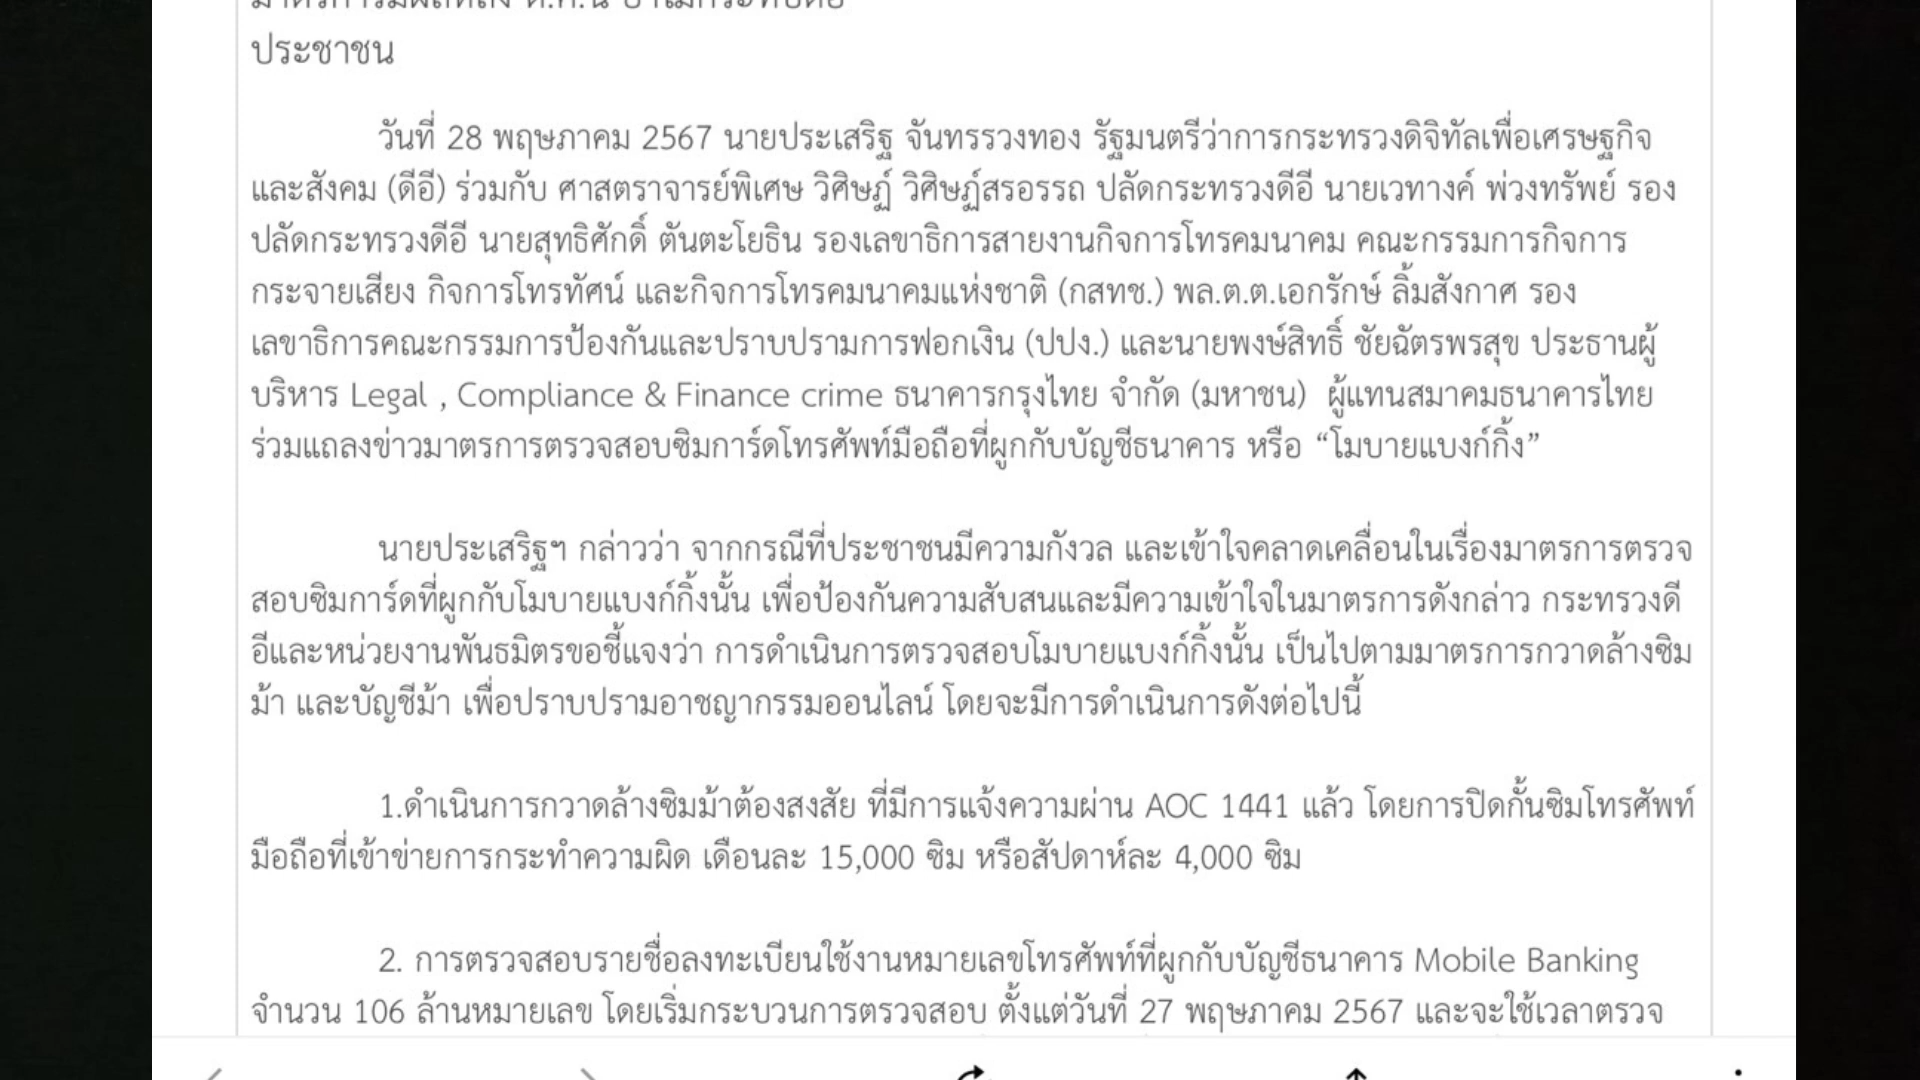 ประชาชน
วันที่ 28 พฤษภาคม 2567 นายประเสริฐ จันทรรวงทอง รัฐมนตรีว่าการกระทรวงดิจิทัลเพื่อเศรษฐกิจ
และสังคม (ดีอี) ร่วมกับ ศาสตราจารย์พิเศษ วิศิษฏ์ วิศิษฏ์สรอรรถ ปลัดกระทรวงดีอี นายเวทางค์ พ่วงทรัพย์ รอง
ปลัดกระทรวงดีอี นายสุทธิศักดิ์ ตันตะโยธิน รองเลขาธิการสายงานกิจการโทรคมนาคม คณะกรรมการกิจการ
กระจายเสียง กิจการโทรทัศน์ และกิจการโทรคมนาคมแห่งชาติ (กสทช.) พล.ต.ต.เอกรักษ์ ลิ้มสังกาศ รอง
เลขาธิการคณะกรรมการป้องกันและปราบปรามการฟอกเงิน (ปปง.) และนายพงษ์สิทธิ์ ชัยฉัตรพรสุข ประธานผู้
บริหาร Legal , Compliance & Finance crime ธนาคารกรุงไทย จำกัด (มหาชน)  ผู้แทนสมาคมธนาคารไทย
ร่วมแถลงข่าวมาตรการตรวจสอบซิมการ์ดโทรศัพท์มือถือที่ผูกกับบัญชีธนาคาร หรือ “โมบายแบงก์กิ้ง”
นายประเสริฐฯ กล่าวว่า จากกรณีที่ประชาชนมีความกังวล และเข้าใจคลาดเคลื่อนในเรื่องมาตรการตรวจ
สอบซิมการ์ดที่ผูกกับโมบายแบงก์กิ้งนั้น เพื่อป้องกันความสับสนและมีความเข้าใจในมาตรการดังกล่าว กระทรวงดี
อีและหน่วยงานพันธมิตรขอชี้แจงว่า การดำเนินการตรวจสอบโมบายแบงก์กิ้งนั้น เป็นไปตามมาตรการกวาดล้างซิม
ม้า และบัญชีม้า เพื่อปราบปรามอาชญากรรมออนไลน์ โดยจะมีการดำเนินการดังต่อไปนี้
1.ดำเนินการกวาดล้างซิมม้าต้องสงสัย ที่มีการแจ้งความผ่าน AOC 1441 แล้ว โดยการปิดกั้นซิมโทรศัพท์
มือถือที่เข้าข่ายการกระทำความผิด เดือนละ 15,000 ซิม หรือสัปดาห์ละ 4,000 ซิม
2. การตรวจสอบรายชื่อลงทะเบียนใช้งานหมายเลขโทรศัพท์ที่ผูกกับบัญชีธนาคาร Mobile Banking
จำนวน 106 ล้านหมายเลข โดยเริ่มกระบวนการตรวจสอบ ตั้งแต่วันที่ 27 พฤษภาคม 2567 และจะใช้เวลาตรวจ